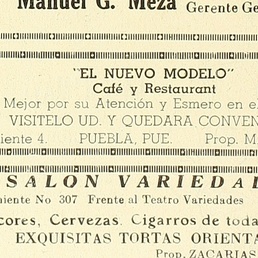 Manuel G. Meza Gerente Ge
"EL NUEVO MODELO"
Café y Restaurant
Mejor por su Atención y Esmero en e
VISITELO UD. Y QUEDARA CONVEN
iente 4. PUEBLA, PUE. Prop. M
SALON VARIEDA
niente No 307 Frente al Teatro Variedades
cores, Cervezas. Cigarros de toda
EXQUISITAS TORTAS ORIENTA
Prop. ZACARIAS